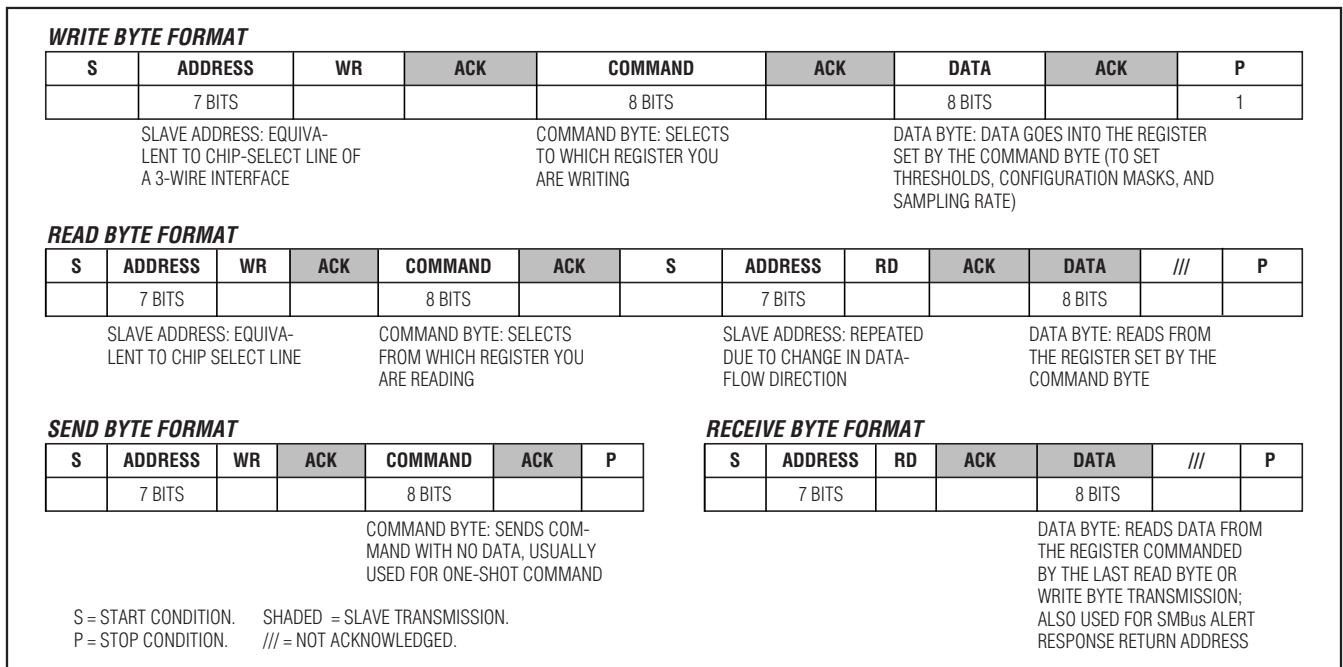 WRITE BYTE FORMAT
S ADDRESS WR ACK COMMAND ACK DATA ACK P
7 BITS 8 BITS 8 BITS 1
SLAVE ADDRESS: EQUIVA-
LENT TO CHIP-SELECT LINE OF
A 3-WIRE INTERFACE
COMMAND BYTE: SELECTS
TO WHICH REGISTER YOU
ARE WRITING
DATA BYTE: DATA GOES INTO THE REGISTER
SET BY THE COMMAND BYTE (TO SET
THRESHOLDS, CONFIGURATION MASKS, AND
SAMPLING RATE)
READ BYTE FORMAT
S ADDRESS WR ACK COMMAND ACK S ADDRESS RD ACK DATA /// P
7 BITS 8 BITS 7 BITS 8 BITS
SLAVE ADDRESS: EQUIVA-
LENT TO CHIP SELECT LINE
COMMAND BYTE: SELECTS
FROM WHICH REGISTER YOU
ARE READING
SLAVE ADDRESS: REPEATED
DUE TO CHANGE IN DATA-
FLOW DIRECTION
DATA BYTE: READS FROM
THE REGISTER SET BY THE
COMMAND BYTE
SEND BYTE FORMAT
S ADDRESS WR ACK COMMAND ACK P
7 BITS 8 BITS
COMMAND BYTE: SENDS COM-
MAND WITH NO DATA, USUALLY
USED FOR ONE-SHOT COMMAND
RECEIVE BYTE FORMAT
S ADDRESS RD ACK DATA /// P
7 BITS 8 BITS
DATA BYTE: READS DATA FROM
THE REGISTER COMMANDED
BY THE LAST READ BYTE OR
WRITE BYTE TRANSMISSION;
ALSO USED FOR SMBus ALERT
RESPONSE RETURN ADDRESS
S = START CONDITION. SHADED = SLAVE TRANSMISSION.
P = STOP CONDITION. /// = NOT ACKNOWLEDGED.